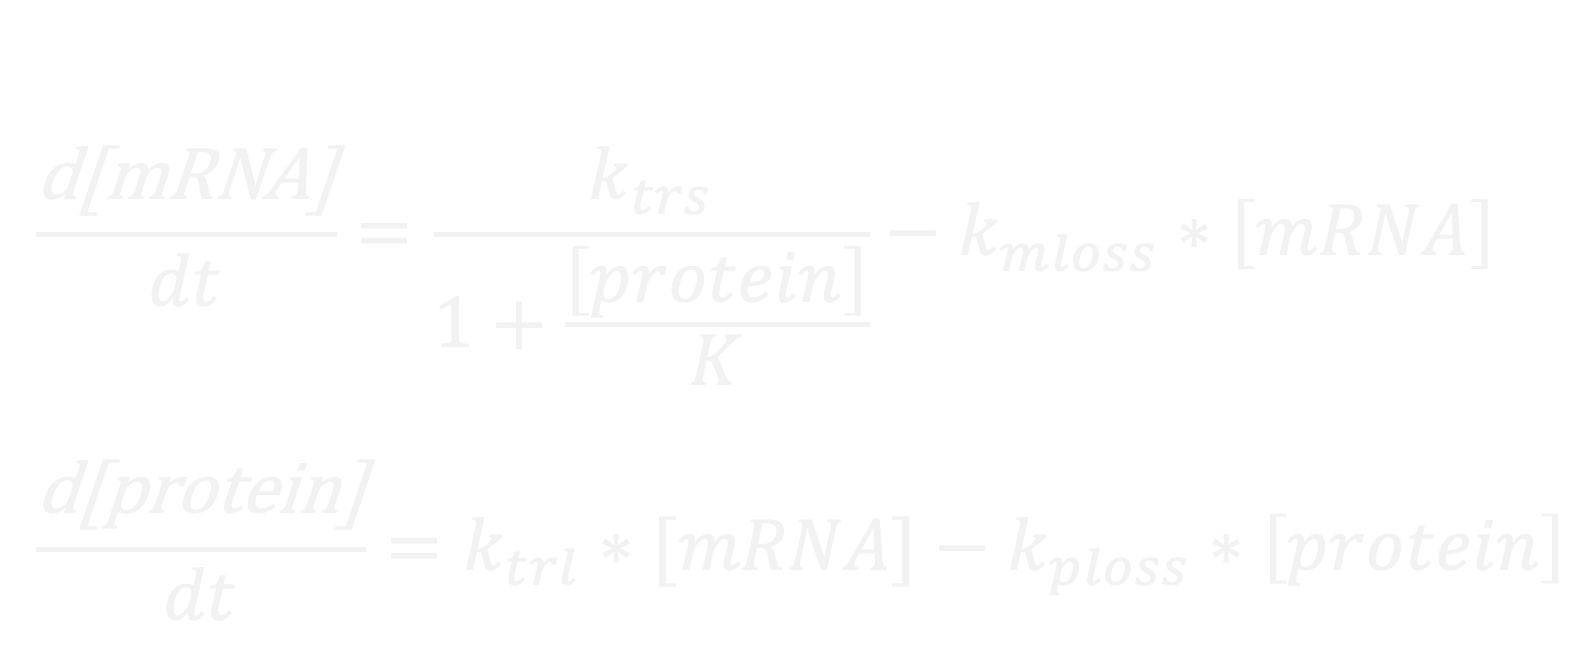 d[mRNA]/dt = k_trs/(1 + [protein]/K) − k_mloss * [mRNA]
d[protein]/dt = k_trl * [mRNA] − k_ploss * [protein]